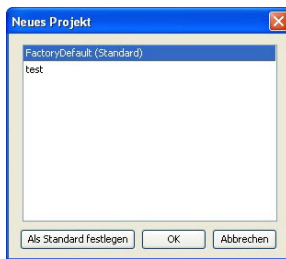 Neues Projekt
FactoryDefault (Standard)
test
Als Standard festlegen OK Abbrechen